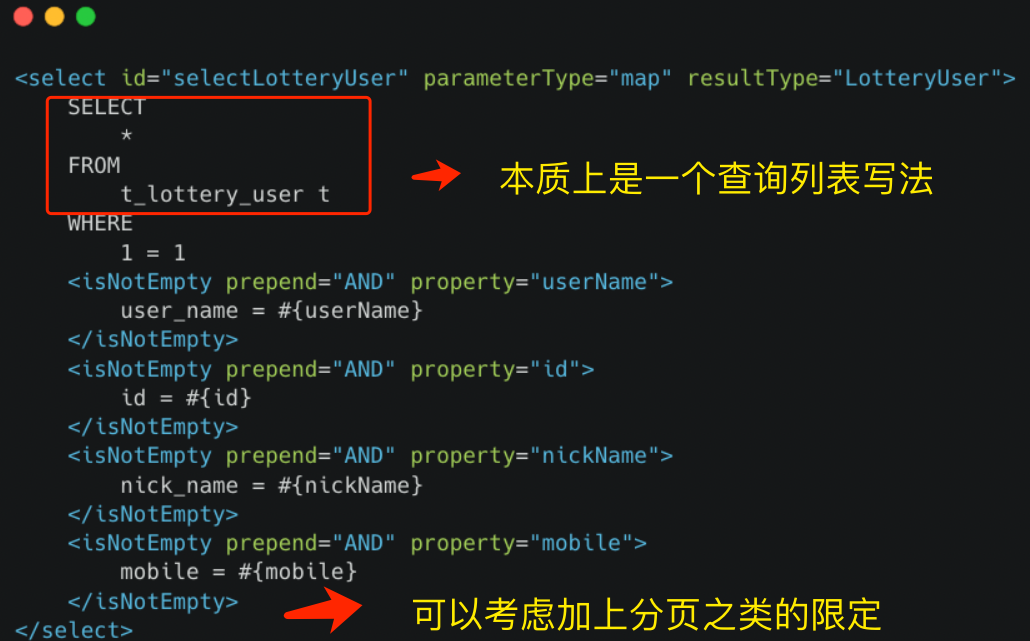 <select id="selectLotteryUser" parameterType="map" resultType="LotteryUser">
SELECT
*
FROM
t_lottery_user t
本质上是一个查询列表写法
WHERE
1 = 1
<isNotEmpty prepend="AND" property="userName">
user_name = #{userName}
</isNotEmpty>
<isNotEmpty prepend="AND" property="id">
id = #{id}
</isNotEmpty>
<isNotEmpty prepend="AND" property="nickName">
nick_name = #{nickName}
</isNotEmpty>
<isNotEmpty prepend="AND" property="mobile">
mobile = #{mobile}
</isNotEmpty>
可以考虑加上分页之类的限定
</select>